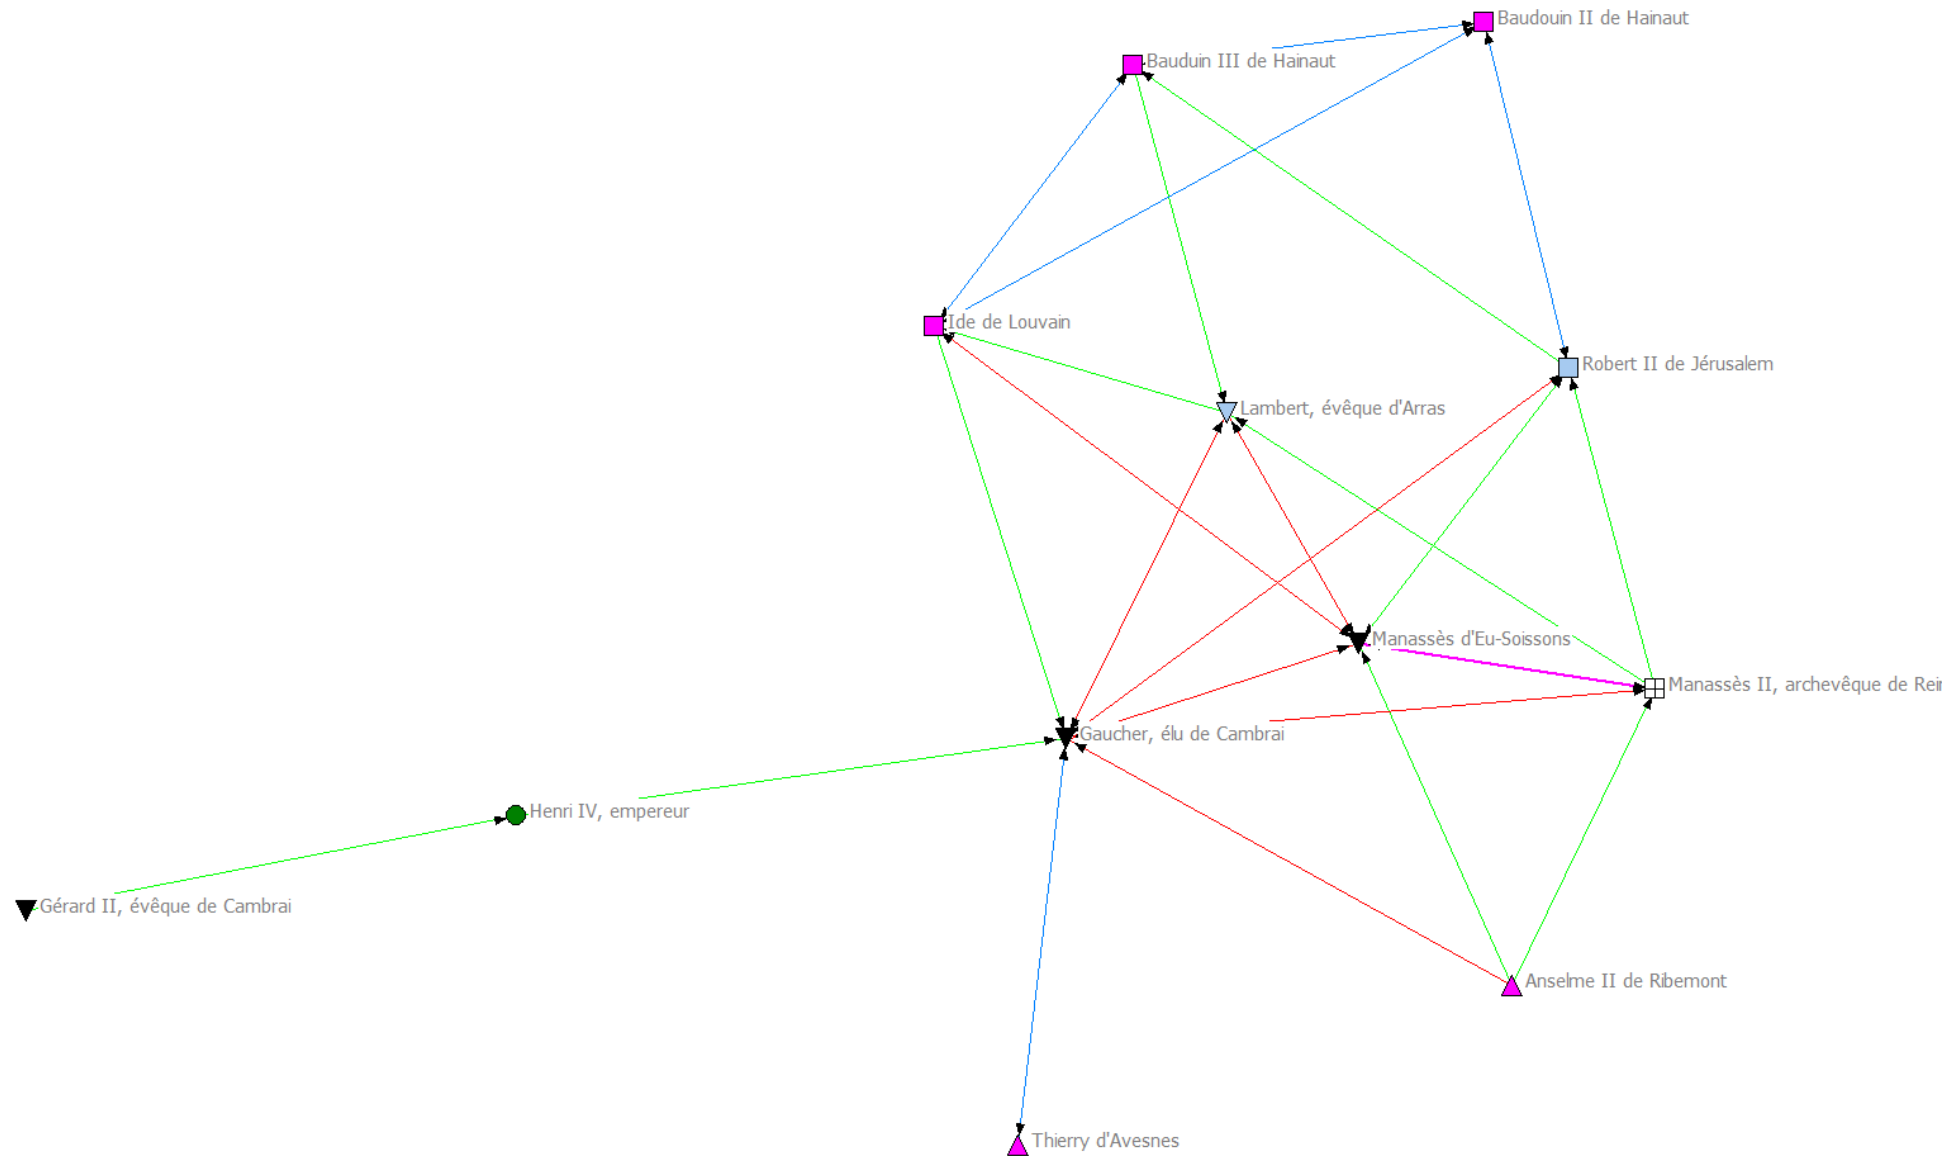 Baudouin II de Hainaut
Bauduin III de Hainaut
Ide de Louvain
Robert II de Jérusalem
Lambert, évêque d'Arras
Manassès d'Eu-Soissons
Manassès II, archevêque de Rei
Gaucher, élu de Cambrai
Henri IV, empereur
Gérard II, évêque de Cambrai
Anselme II de Ribemont
Thierry d'Avesnes